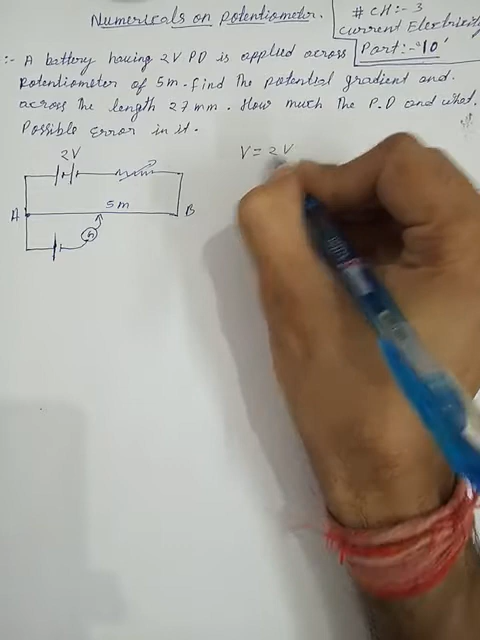 Numericals on Potentiometer.
# CH:- 3
Current Electricity
Part:- "10"
:- A battery having 2V PD is applied across
Potentiometer of 5m. find the potential gradient and.
across the length 27mm. How much the P.D and what.
Possible Error in it.
2V
V = 2V
5m
A
B